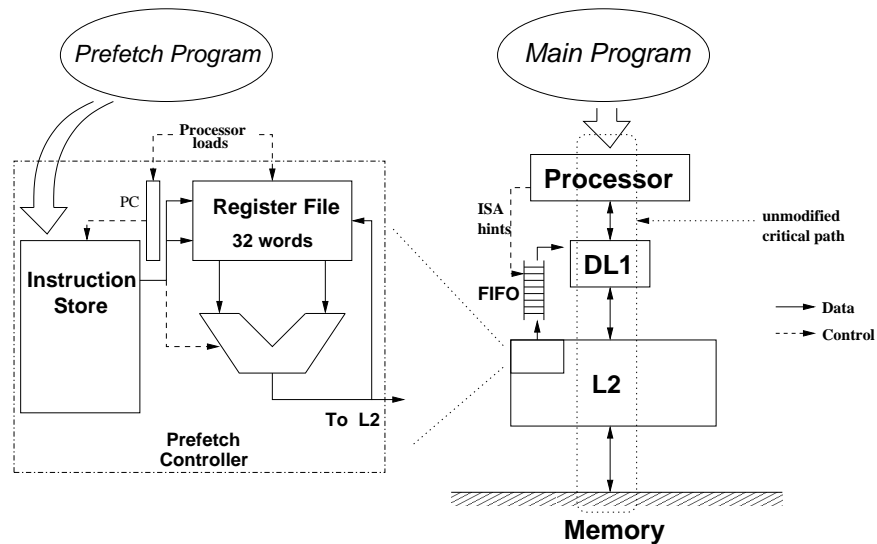 Prefetch Program
Processor
loads
PC
Register File
32 words
Instruction
Store
To L2
Prefetch
Controller
Main Program
Processor
ISA
hints
unmodified
critical path
DL1
FIFO
Data
Control
L2
Memory